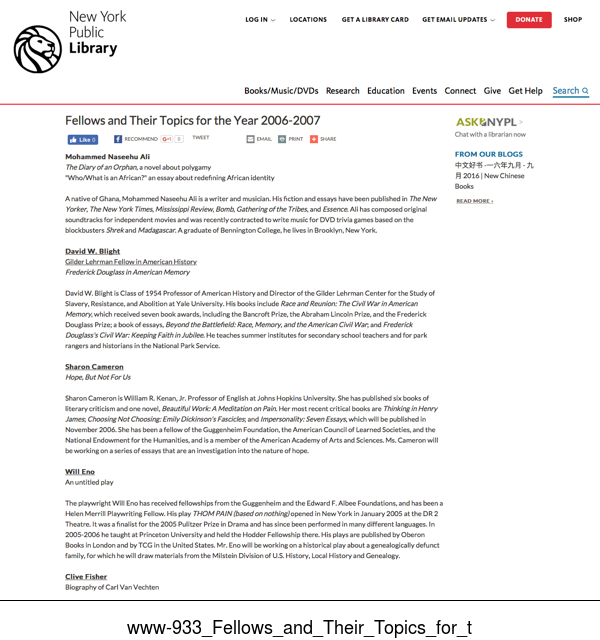 New York
Public
Library
LOG IN
LOCATIONS
GET A LIBRARY CARD
GET EMAIL UPDATES
DONATE
SHOP
Books/Music/DVDs Research Education Events Connect Give Get Help Search
Fellows and Their Topics for the Year 2006-2007
Like 0
RECOMMEND
G+1 0
TWEET
EMAIL
PRINT
SHARE
ASK NYPL >
Chat with a librarian now
FROM OUR BLOGS
中文好书 -一六年九月 - 九
月 2016 | New Chinese
Books
READ MORE ›
Mohammed Naseehu Ali
The Diary of an Orphan, a novel about polygamy
"Who/What is an African?" an essay about redefining African identity
A native of Ghana, Mohammed Naseehu Ali is a writer and musician. His fiction and essays have been published in The New
Yorker, The New York Times, Mississippi Review, Bomb, Gathering of the Tribes, and Essence. Ali has composed original
soundtracks for independent movies and was recently contracted to write music for DVD trivia games based on the
blockbusters Shrek and Madagascar. A graduate of Bennington College, he lives in Brooklyn, New York.
David W. Blight
Gilder Lehrman Fellow in American History
Frederick Douglass in American Memory
David W. Blight is Class of 1954 Professor of American History and Director of the Gilder Lehrman Center for the Study of
Slavery, Resistance, and Abolition at Yale University. His books include Race and Reunion: The Civil War in American
Memory, which received seven book awards, including the Bancroft Prize, the Abraham Lincoln Prize, and the Frederick
Douglass Prize; a book of essays, Beyond the Battlefield: Race, Memory, and the American Civil War; and Frederick
Douglass's Civil War: Keeping Faith in Jubilee. He teaches summer institutes for secondary school teachers and for park
rangers and historians in the National Park Service.
Sharon Cameron
Hope, But Not For Us
Sharon Cameron is William R. Kenan, Jr. Professor of English at Johns Hopkins University. She has published six books of
literary criticism and one novel, Beautiful Work: A Meditation on Pain. Her most recent critical books are Thinking in Henry
James; Choosing Not Choosing: Emily Dickinson's Fascicles; and Impersonality: Seven Essays, which will be published in
November 2006. She has been a fellow of the Guggenheim Foundation, the American Council of Learned Societies, and the
National Endowment for the Humanities, and is a member of the American Academy of Arts and Sciences. Ms. Cameron will
be working on a series of essays that are an investigation into the nature of hope.
Will Eno
An untitled play
The playwright Will Eno has received fellowships from the Guggenheim and the Edward F. Albee Foundations, and has been a
Helen Merrill Playwriting Fellow. His play THOM PAIN (based on nothing) opened in New York in January 2005 at the DR 2
Theatre. It was a finalist for the 2005 Pulitzer Prize in Drama and has since been performed in many different languages. In
2005-2006 he taught at Princeton University and held the Hodder Fellowship there. His plays are published by Oberon
Books in London and by TCG in the United States. Mr. Eno will be working on a historical play about a genealogically defunct
family, for which he will draw materials from the Milstein Division of U.S. History, Local History and Genealogy.
Clive Fisher
Biography of Carl Van Vechten
www-933_Fellows_and_Their_Topics_for_t